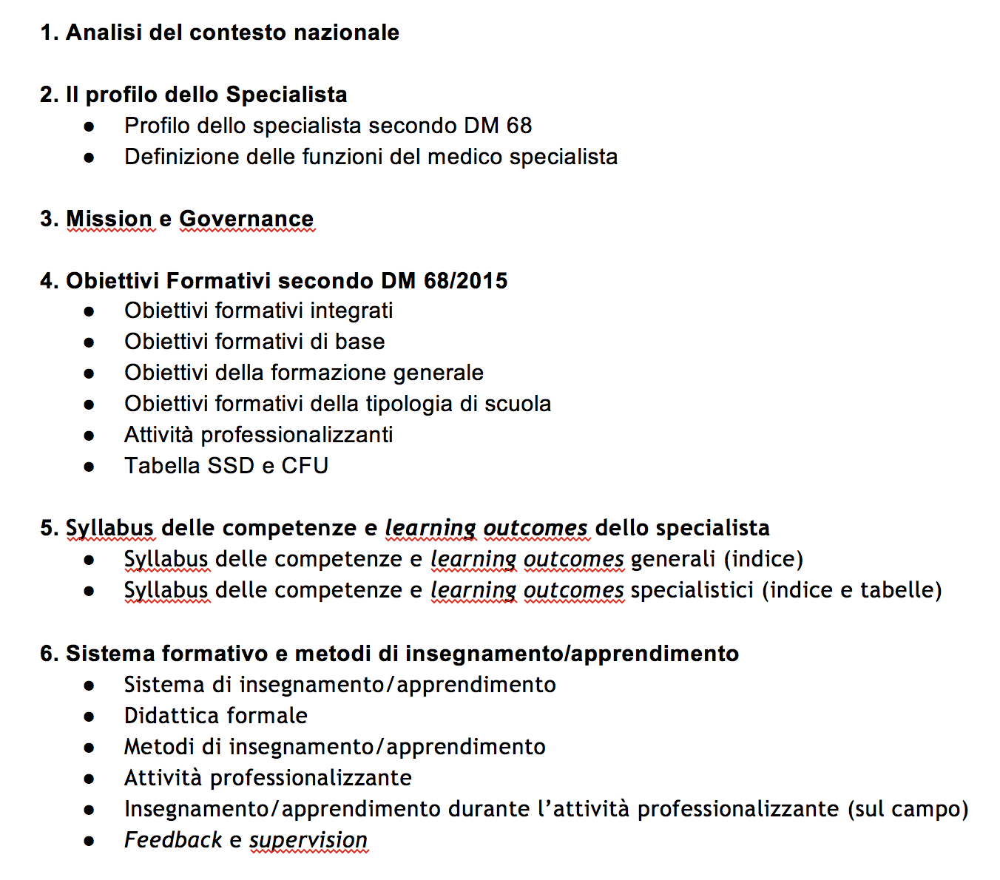 1. Analisi del contesto nazionale
2. Il profilo dello Specialista
● Profilo dello specialista secondo DM 68
● Definizione delle funzioni del medico specialista
3. Mission e Governance
4. Obiettivi Formativi secondo DM 68/2015
● Obiettivi formativi integrati
● Obiettivi formativi di base
● Obiettivi della formazione generale
● Obiettivi formativi della tipologia di scuola
● Attività professionalizzanti
● Tabella SSD e CFU
5. Syllabus delle competenze e learning outcomes dello specialista
● Syllabus delle competenze e learning outcomes generali (indice)
● Syllabus delle competenze e learning outcomes specialistici (indice e tabelle)
6. Sistema formativo e metodi di insegnamento/apprendimento
● Sistema di insegnamento/apprendimento
● Didattica formale
● Metodi di insegnamento/apprendimento
● Attività professionalizzante
● Insegnamento/apprendimento durante l’attività professionalizzante (sul campo)
● Feedback e supervision